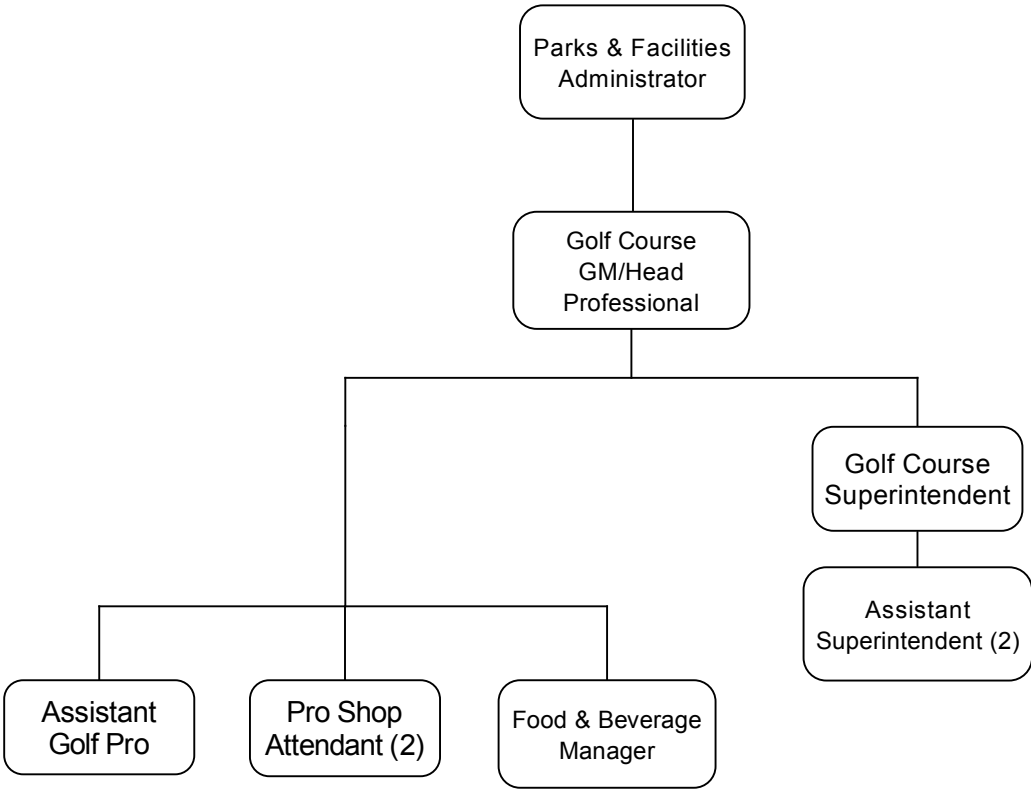 Parks & Facilities
Administrator
Golf Course
GM/Head
Professional
Golf Course
Superintendent
Assistant
Superintendent (2)
Assistant
Golf Pro
Pro Shop
Attendant (2)
Food & Beverage
Manager